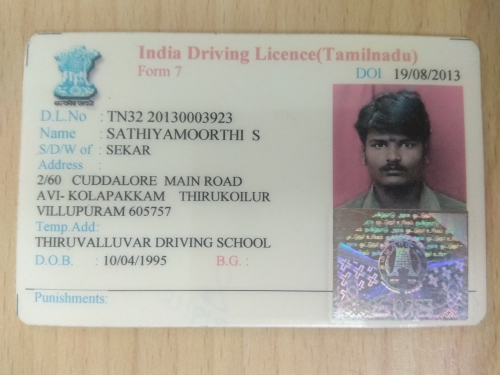 India Driving Licence(Tamilnadu)
Form 7
DOI 19/08/2013
D.L.No : TN32 20130003923
Name : SATHIYAMOORTHI S
S/D/W of : SEKAR
Address :
2/60 CUDDALORE MAIN ROAD
AVI- KOLAPAKKAM THIRUKOILUR
VILLUPURAM 605757
Temp.Add:
THIRUVALLUVAR DRIVING SCHOOL
D.O.B. : 10/04/1995 B.G. :
Punishments: